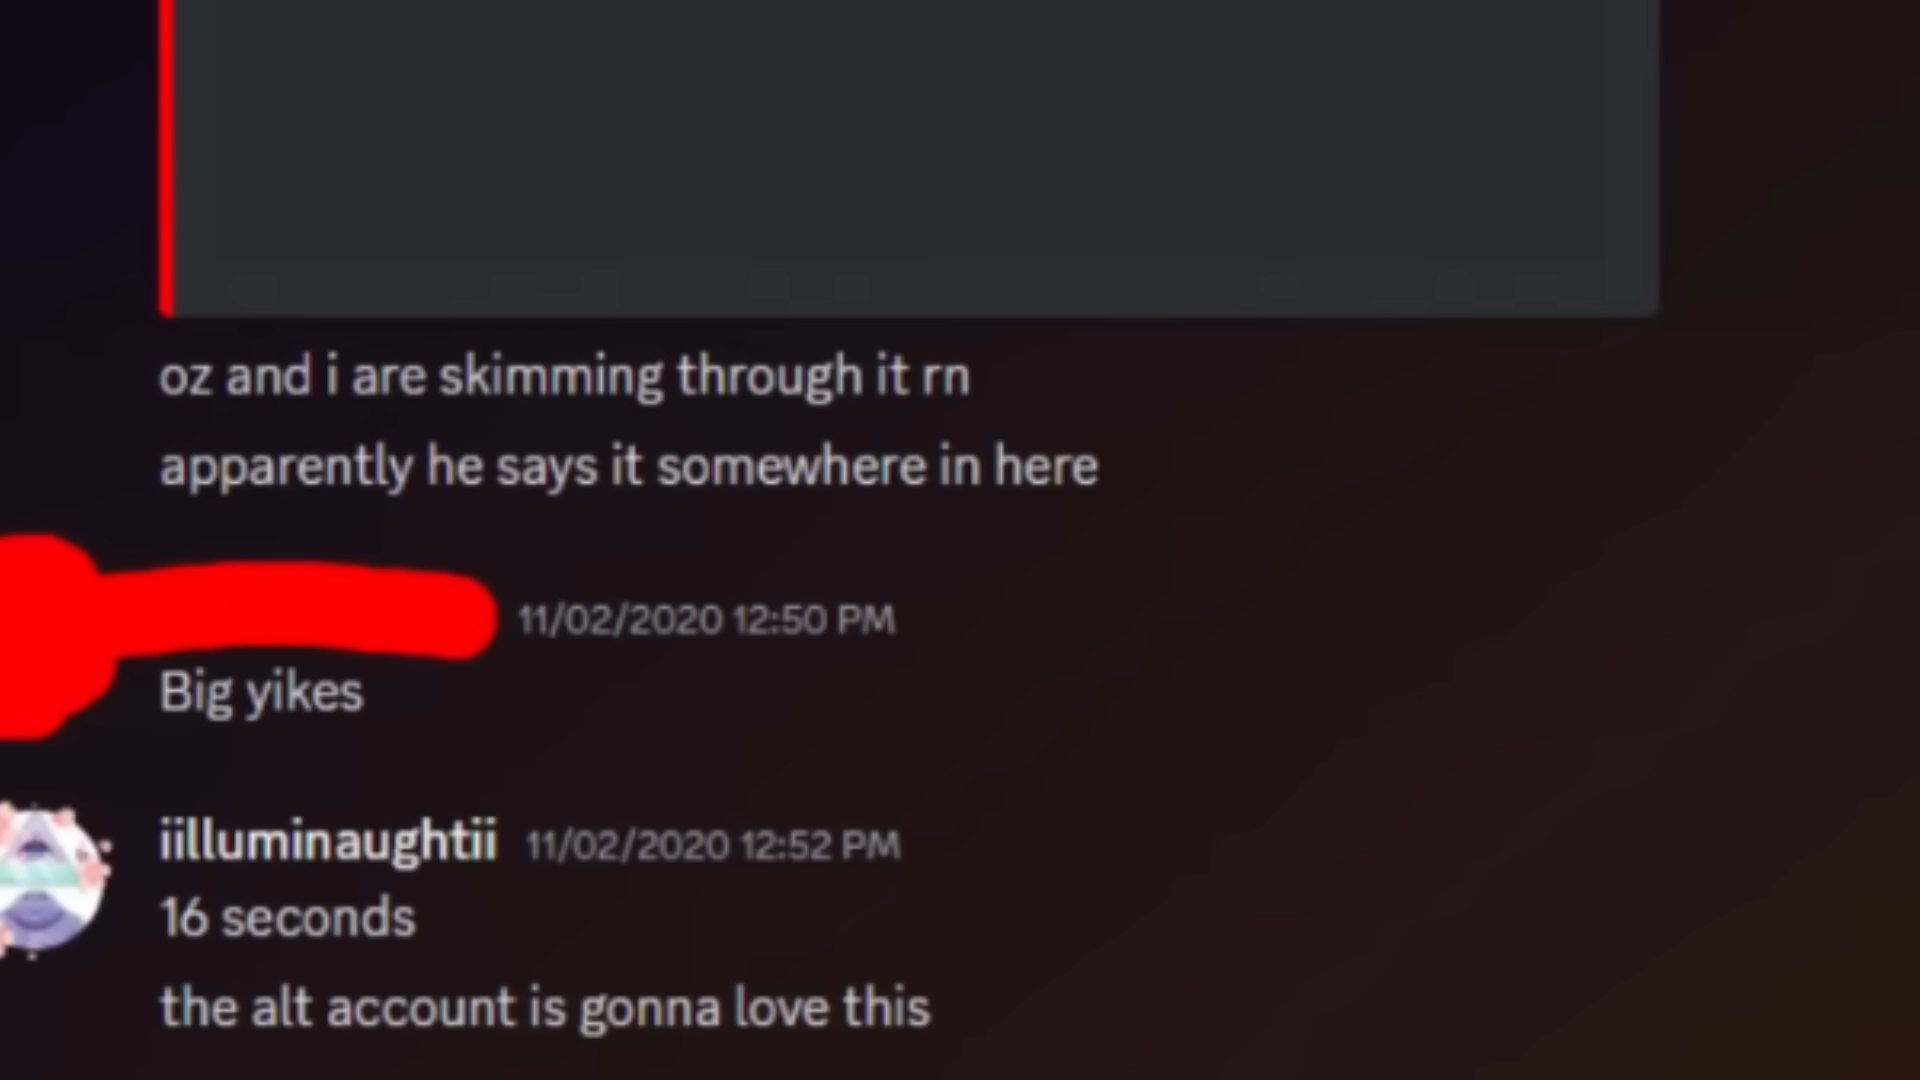 oz and i are skimming through it rn
apparently he says it somewhere in here
11/02/2020 12:50 PM
Big yikes
iilluminaughtii 11/02/2020 12:52 PM
16 seconds
the alt account is gonna love this